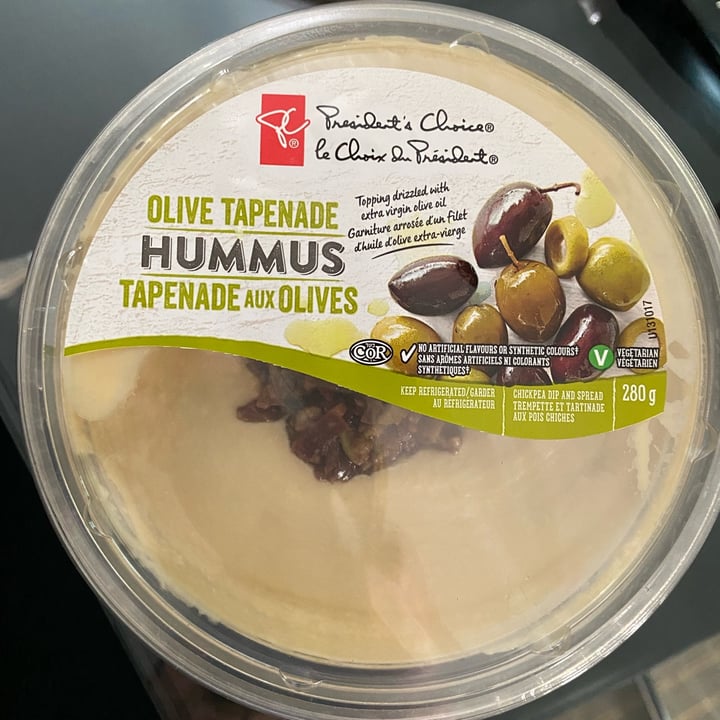 PC®
President's Choice®
le Choix du Président®
OLIVE TAPENADE
HUMMUS
TAPENADE AUX OLIVES
Topping drizzled with
extra virgin olive oil
Garniture arrosée d'un filet
d'huile d'olive extra-vierge
U131017
COR
NO ARTIFICIAL FLAVOURS OR SYNTHETIC COLOURS‡
SANS ARÔMES ARTIFICIELS NI COLORANTS
SYNTHÉTIQUES‡
V
VEGETARIAN
VÉGÉTARIEN
KEEP REFRIGERATED/GARDER
AU RÉFRIGÉRATEUR
CHICKPEA DIP AND SPREAD
TREMPETTE ET TARTINADE
AUX POIS CHICHES
280 g